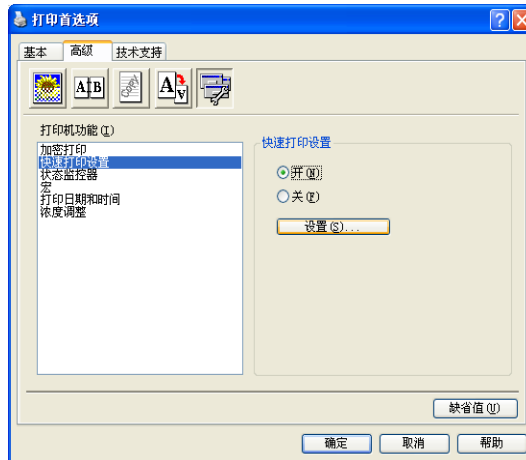 打印首选项
基本 高级 技术支持
A B
A
打印机功能(I)
加密打印
快速打印设置
状态监控器
宏
打印日期和时间
浓度调整
快速打印设置
开(N)
关(F)
设置(S)...
缺省值(U)
确定 取消 帮助